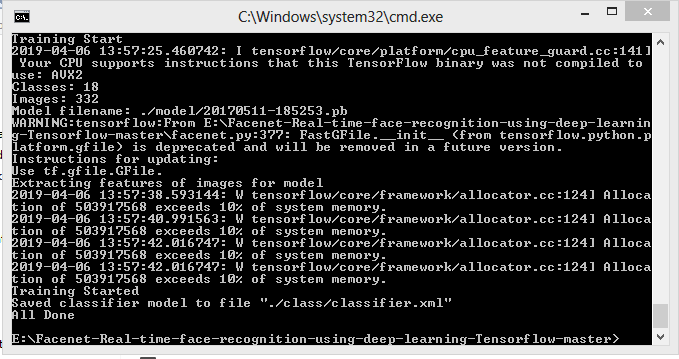 C:\Windows\system32\cmd.exe
Training Start
2019-04-06 13:57:25.460742: I tensorflow/core/platform/cpu_feature_guard.cc:141]
 Your CPU supports instructions that this TensorFlow binary was not compiled to
use: AVX2
Classes: 18
Images: 332
Model filename: ./model/20170511-185253.pb
WARNING:tensorflow:From E:\Facenet-Real-time-face-recognition-using-deep-learnin
g-Tensorflow-master\facenet.py:377: FastGFile.__init__ (from tensorflow.python.p
latform.gfile) is deprecated and will be removed in a future version.
Instructions for updating:
Use tf.gfile.GFile.
Extracting features of images for model
2019-04-06 13:57:38.593144: W tensorflow/core/framework/allocator.cc:124] Alloca
tion of 503917568 exceeds 10% of system memory.
2019-04-06 13:57:40.991563: W tensorflow/core/framework/allocator.cc:124] Alloca
tion of 503917568 exceeds 10% of system memory.
2019-04-06 13:57:42.016747: W tensorflow/core/framework/allocator.cc:124] Alloca
tion of 503917568 exceeds 10% of system memory.
2019-04-06 13:57:42.016747: W tensorflow/core/framework/allocator.cc:124] Alloca
tion of 503917568 exceeds 10% of system memory.
Training Started
Saved classifier model to file "./class/classifier.xml"
All Done
E:\Facenet-Real-time-face-recognition-using-deep-learning-Tensorflow-master>